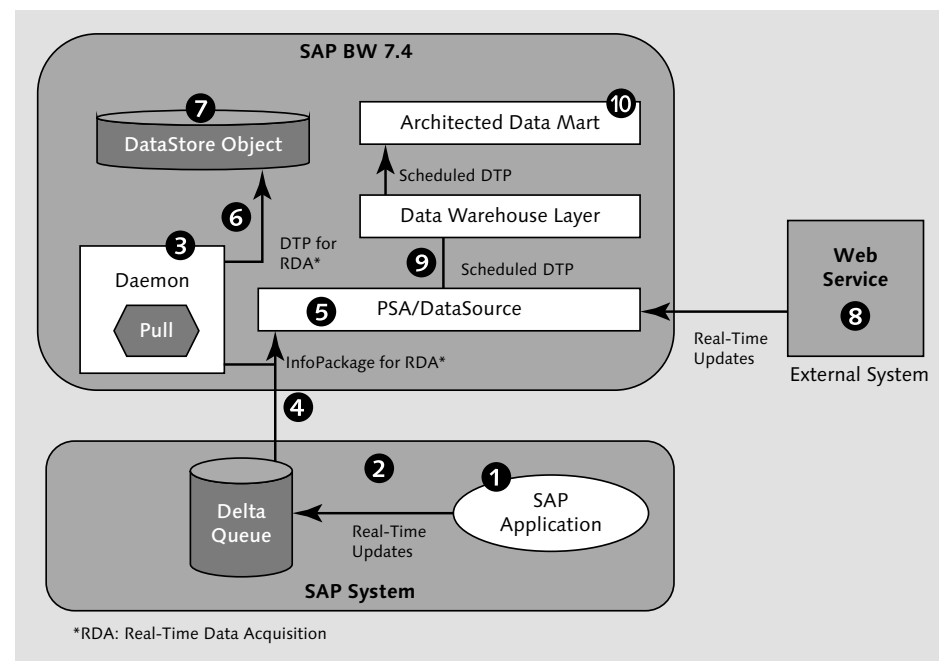 SAP BW 7.4
7
DataStore Object
10
Architected Data Mart
Scheduled DTP
Data Warehouse Layer
6
DTP for
RDA*
3
Daemon
Pull
9
Scheduled DTP
5
PSA/DataSource
InfoPackage for RDA*
4
Web
Service
8
Real-Time
Updates
External System
2
1
SAP
Application
Delta
Queue
Real-Time
Updates
SAP System
*RDA: Real-Time Data Acquisition